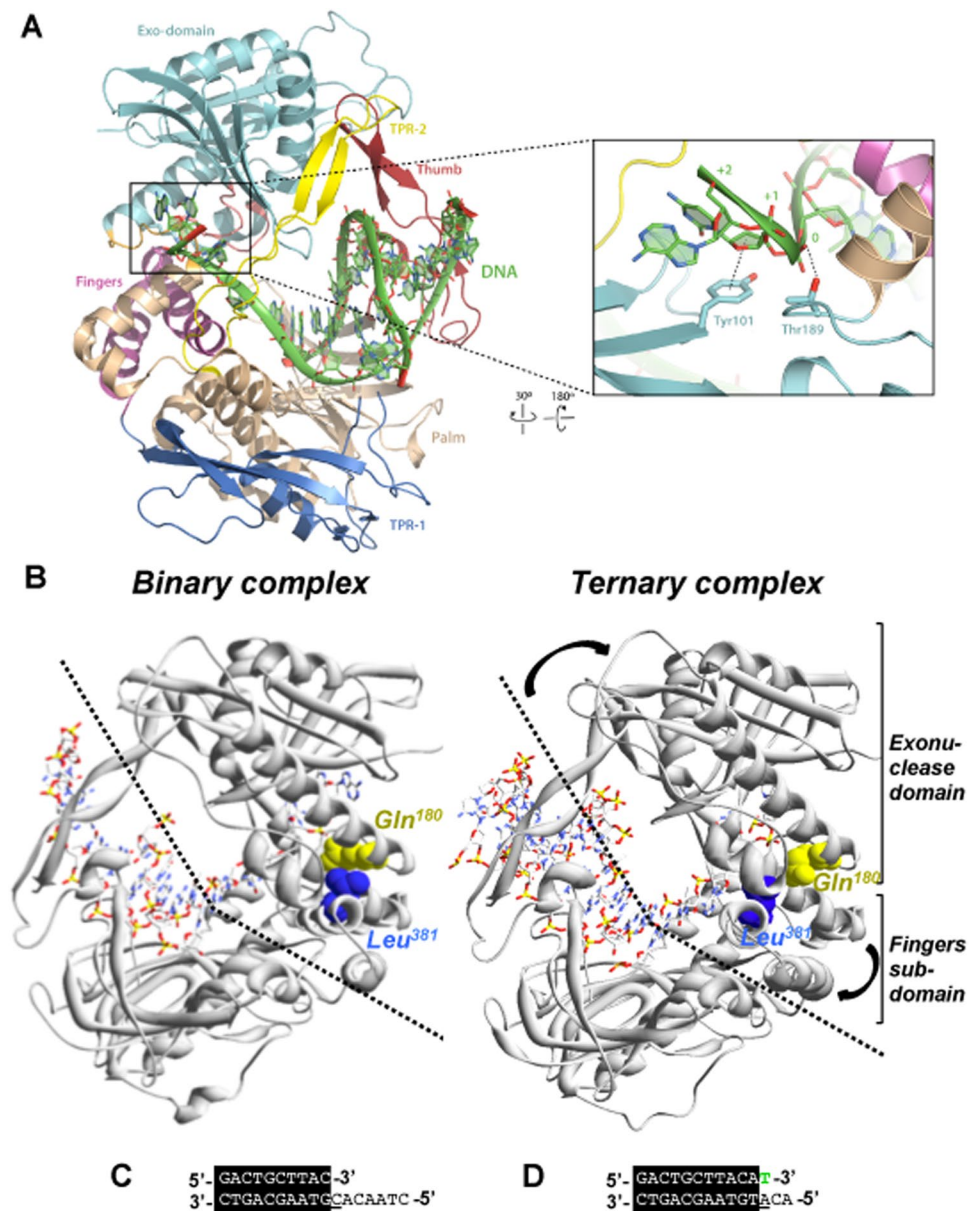 A
Exo-domain
TPR-2
Thumb
Fingers
DNA
Palm
TPR-1
+2
+1
0
Tyr101
Thr189
30º 180º
B Binary complex Ternary complex
Gln180
Leu381
Gln180
Leu381
Exonu-
clease
domain
Fingers
sub-
domain
C 5'- GACTGCTTAC -3'
3'- CTGACGAATGCACAATC -5'
D 5'- GACTGCTTACAT -3'
3'- CTGACGAATGTACA -5'